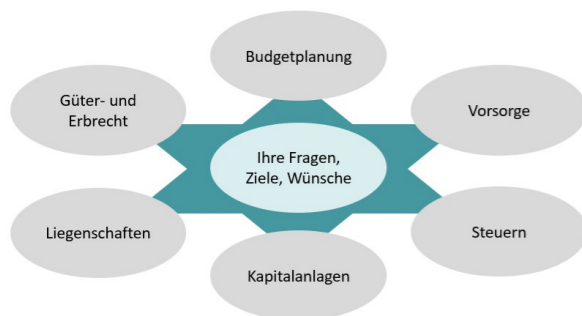 Budgetplanung
Güter- und
Erbrecht
Vorsorge
Ihre Fragen,
Ziele, Wünsche
Liegenschaften
Steuern
Kapitalanlagen